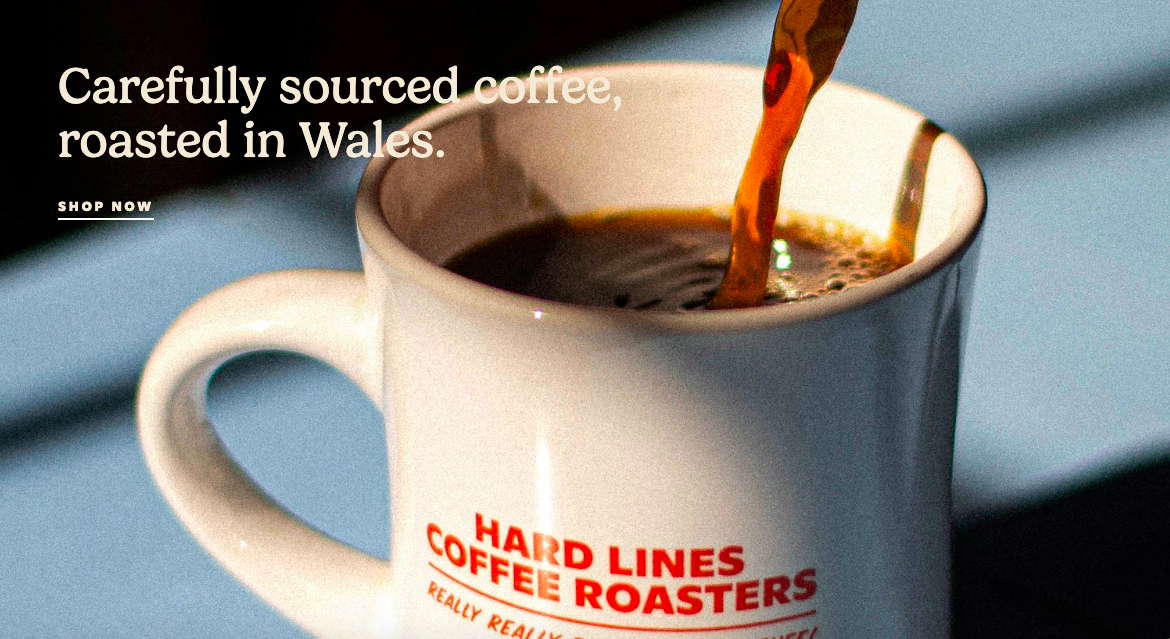 Carefully sourced coffee,
roasted in Wales.
SHOP NOW
HARD LINES
COFFEE ROASTERS
REALLY REALLY